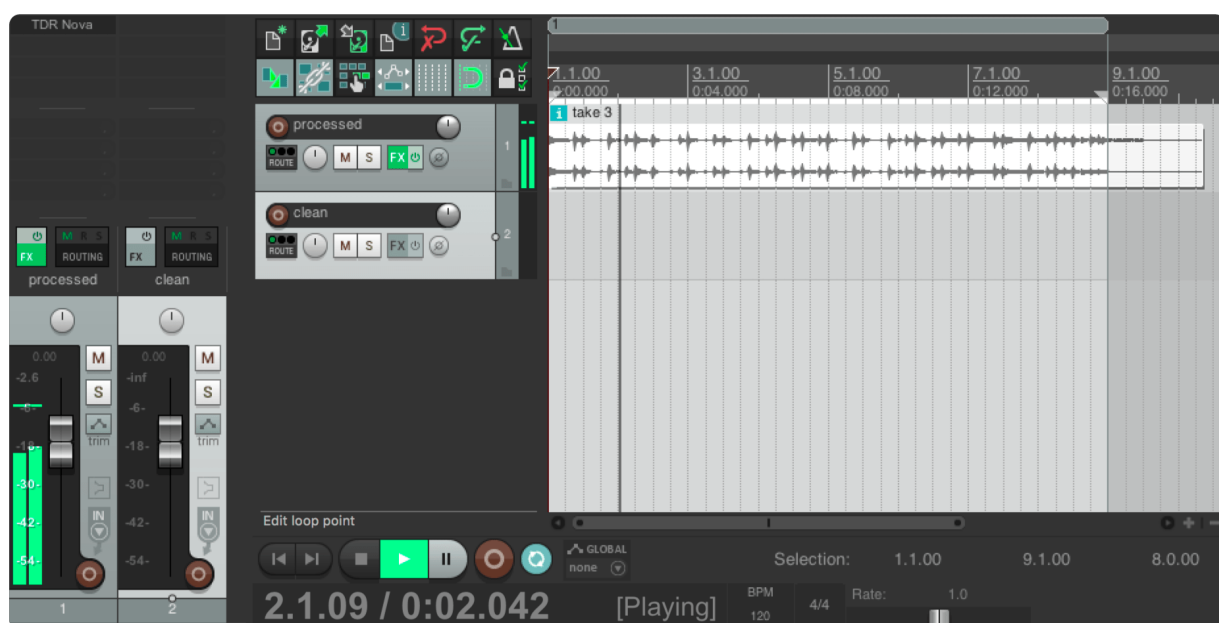 TDR Nova
1
1.1.00
3.1.00
5.1.00
7.1.00
9.1.00
0:00.000
0:04.000
0:08.000
0:12.000
0:16.000
processed
ROUTE
M
S
FX
1
i take 3
clean
ROUTE
M
S
FX
2
M R S
FX
ROUTING
M R S
FX
ROUTING
processed
clean
0.00
M
0.00
M
-2.6
S
-inf
S
-6-
-6-
trim
trim
-18-
-18-
-30-
-30-
IN
IN
-42-
-42-
-54-
-54-
1
2
Edit loop point
GLOBAL
none
Selection:
1.1.00
9.1.00
8.0.00
2.1.09 / 0:02.042
[Playing]
BPM
120
4/4
Rate:
1.0